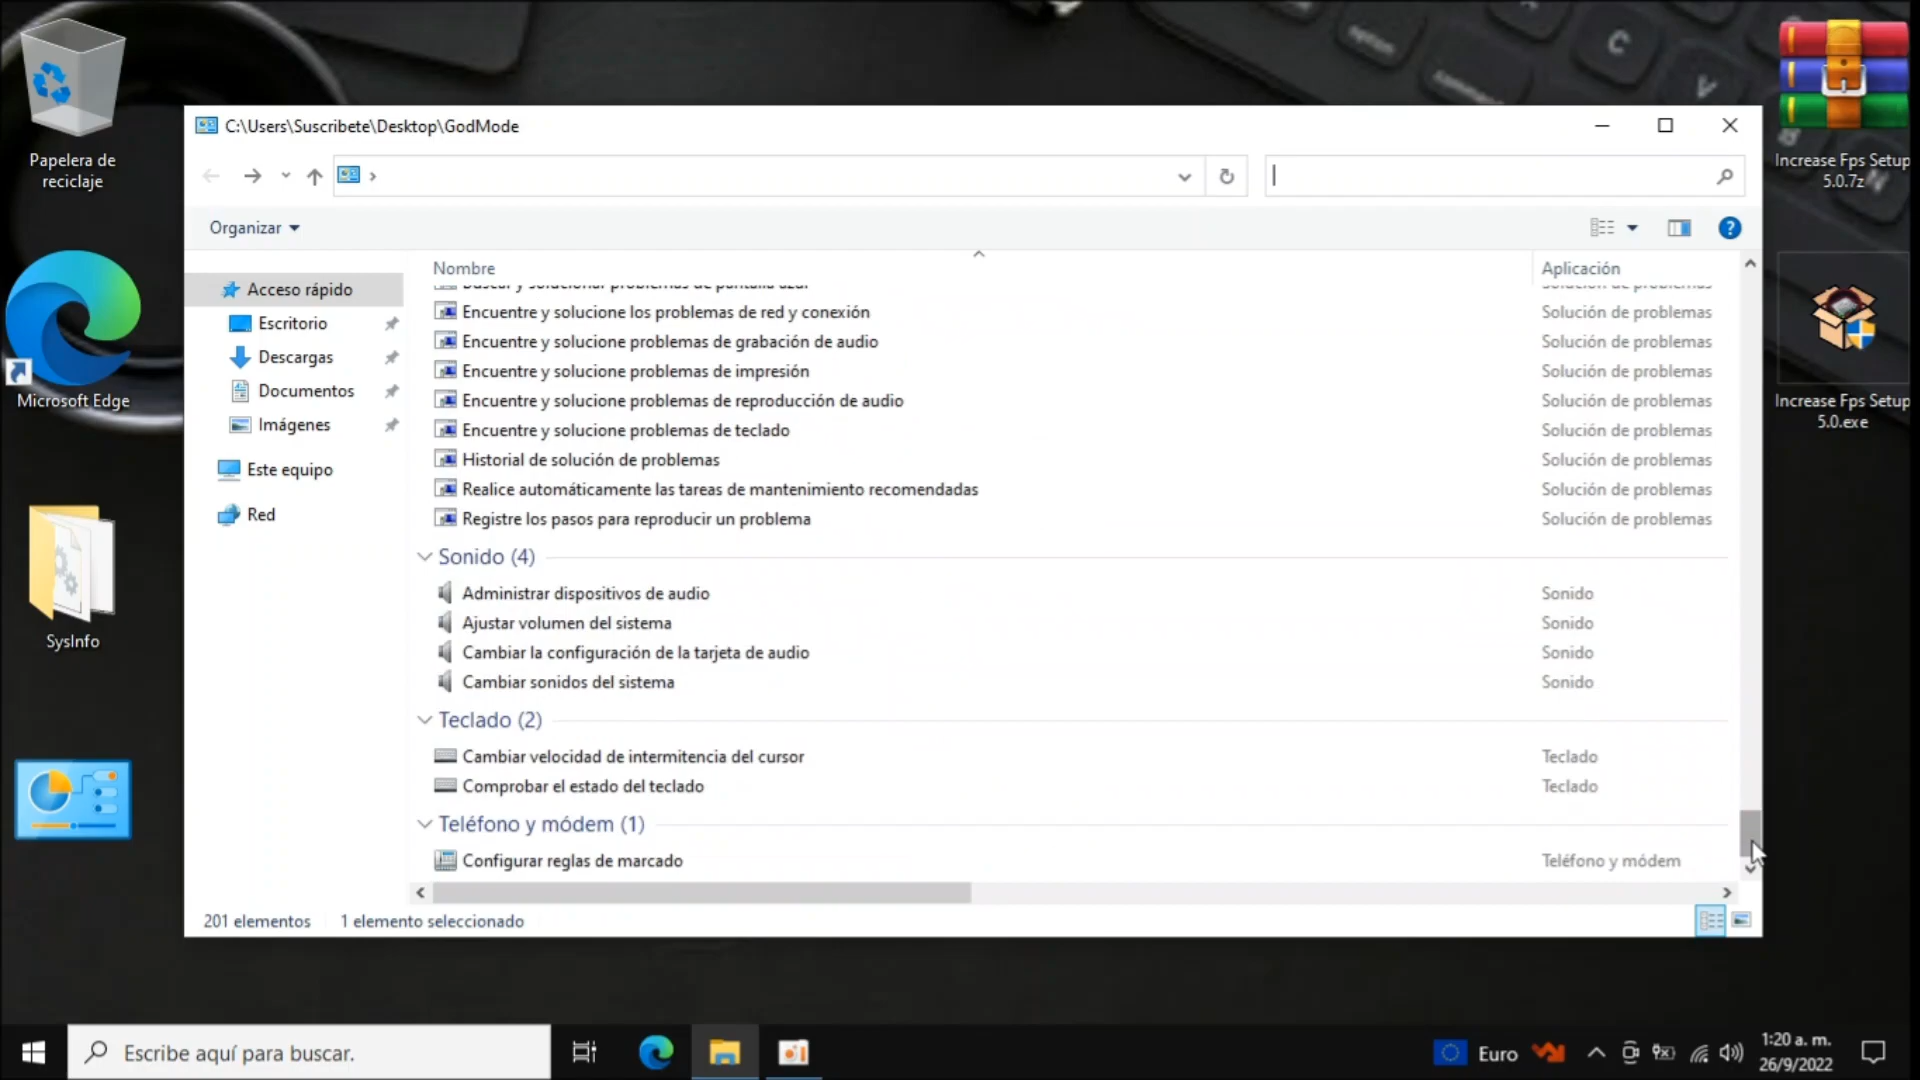 Papelera de
reciclaje
Microsoft Edge
SysInfo
Increase Fps Setup
5.0.7z
Increase Fps Setup
5.0.exe
C:\Users\Suscribete\Desktop\GodMode
Organizar
Acceso rápido
Escritorio
Descargas
Documentos
Imágenes
Este equipo
Red
Nombre Aplicación
Encuentre y solucione los problemas de red y conexión Solución de problemas
Encuentre y solucione problemas de grabación de audio Solución de problemas
Encuentre y solucione problemas de impresión Solución de problemas
Encuentre y solucione problemas de reproducción de audio Solución de problemas
Encuentre y solucione problemas de teclado Solución de problemas
Historial de solución de problemas Solución de problemas
Realice automáticamente las tareas de mantenimiento recomendadas Solución de problemas
Registre los pasos para reproducir un problema Solución de problemas
Sonido (4)
Administrar dispositivos de audio Sonido
Ajustar volumen del sistema Sonido
Cambiar la configuración de la tarjeta de audio Sonido
Cambiar sonidos del sistema Sonido
Teclado (2)
Cambiar velocidad de intermitencia del cursor Teclado
Comprobar el estado del teclado Teclado
Teléfono y módem (1)
Configurar reglas de marcado Teléfono y módem
201 elementos 1 elemento seleccionado
Escribe aquí para buscar.
Euro
1:20 a. m.
26/9/2022